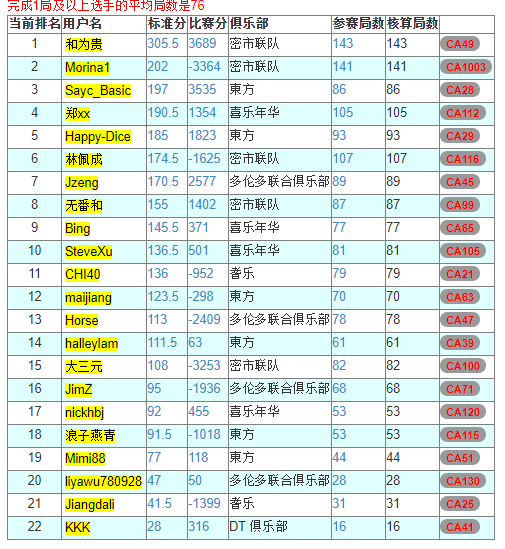 完成1局及以上选手的平均局数是76
当前排名 用户名 标准分 比赛分 俱乐部 参赛局数 核算局数
1 和为贵 305.5 3689 密市联队 143 143 CA49
2 Morina1 202 -3364 密市联队 141 141 CA1003
3 Sayc_Basic 197 3535 東方 86 86 CA28
4 郑xx 190.5 1354 喜乐年华 105 105 CA112
5 Happy-Dice 185 1823 東方 93 93 CA29
6 林佩成 174.5 -1625 密市联队 107 107 CA116
7 Jzeng 170.5 2577 多伦多联合俱乐部 89 89 CA45
8 无番和 155 1402 密市联队 87 87 CA99
9 Bing 145.5 371 喜乐年华 77 77 CA65
10 SteveXu 136.5 501 喜乐年华 81 81 CA105
11 CHI40 136 -952 耆乐 79 79 CA21
12 maijiang 123.5 -298 東方 70 70 CA63
13 Horse 113 -2409 多伦多联合俱乐部 78 78 CA47
14 halleylam 111.5 63 東方 61 61 CA39
15 大三元 108 -3253 密市联队 82 82 CA100
16 JimZ 95 -1936 多伦多联合俱乐部 68 68 CA71
17 nickhbj 92 455 喜乐年华 53 53 CA120
18 浪子燕青 91.5 -1018 東方 53 53 CA115
19 Mimi88 77 118 東方 44 44 CA51
20 liyawu780928 47 50 多伦多联合俱乐部 28 28 CA130
21 Jiangdali 41.5 -1399 耆乐 31 31 CA25
22 KKK 28 316 DT 俱乐部 16 16 CA41